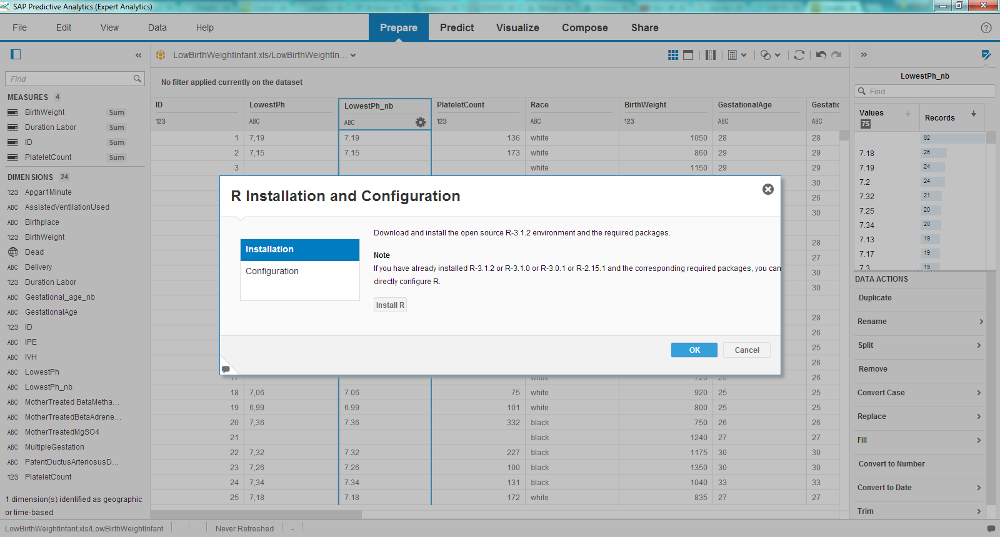 SAP Predictive Analytics (Expert Analytics)
File Edit View Data Help Prepare Predict Visualize Compose Share
LowBirthWeightInfant.xls/LowBirthWeightIn...
LowestPh_nb
Find
Find
No filter applied currently on the dataset
MEASURES 4
BirthWeight Sum
Duration Labor Sum
ID Sum
PlateletCount Sum
DIMENSIONS 24
123 Apgar1Minute
ABC AssistedVentilationUsed
ABC Birthplace
123 BirthWeight
Dead
ABC Delivery
123 Duration Labor
ABC Gestational_age_nb
ABC GestationalAge
123 ID
ABC IPE
ABC IVH
ABC LowestPh
ABC LowestPh_nb
ABC MotherTreated BetaMetha...
ABC MotherTreatedBetaAdrene...
ABC MotherTreatedMgSO4
ABC MultipleGestation
ABC PatentDuctusArteriosusD...
123 PlateletCount
1 dimension(s) identified as geographic
or time-based
ID LowestPh LowestPh_nb PlateletCount Race BirthWeight GestationalAge Gestatic
123 ABC ABC 123 ABC 123 ABC ABC
1 7,19 7.19 136 white 1050 28 28
2 7,15 7.15 173 white 860 29 29
3 white 1150 29 29
30
26
30
28
27
30
30
28
26
25
26
26
18 7,06 7.06 75 white 920 25 25
19 6,99 6.99 101 white 800 25 25
20 7,36 7.36 332 black 750 26 26
21 black 1240 27 27
22 7,32 7.32 227 black 1175 30 30
23 7,26 7.26 100 black 1350 30 30
24 7,34 7.34 131 black 1040 33 33
25 7,18 7.18 172 white 835 27 27
R Installation and Configuration
Installation
Configuration
Download and install the open source R-3.1.2 environment and the required packages.
Note
If you have already installed R-3.1.2 or R-3.1.0 or R-3.0.1 or R-2.15.1 and the corresponding required packages, you can
directly configure R.
Install R
OK Cancel
Values Records
75
62
7.18 26
7.19 24
7.2 24
7.32 21
7.25 20
7.34 20
7.13 19
7.17 19
7.3 19
DATA ACTIONS
Duplicate
Rename
Split
Remove
Convert Case
Replace
Fill
Convert to Number
Convert to Date
Trim
LowBirthWeightInfant.xls/LowBirthWeightInfant Never Refreshed -